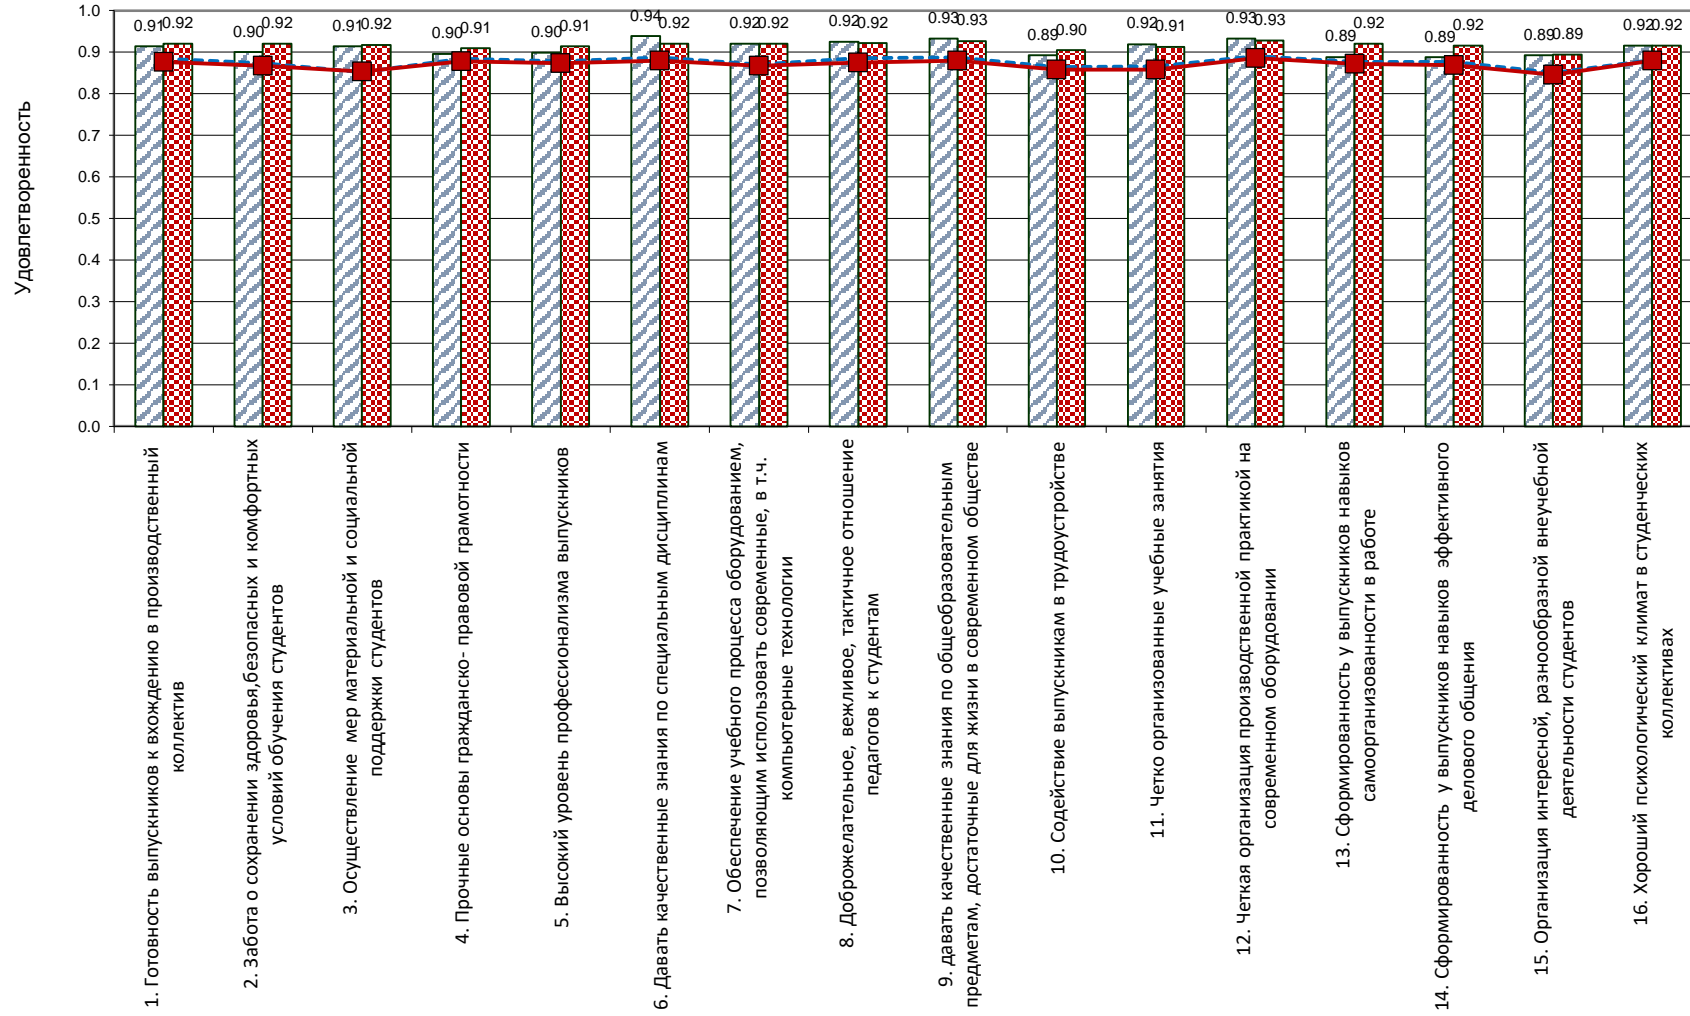 Удовлетворенность
1.0
0.9
0.8
0.7
0.6
0.5
0.4
0.3
0.2
0.1
0.0
0.91
0.92
0.90
0.92
0.91
0.92
0.90
0.91
0.90
0.91
0.94
0.92
0.92
0.92
0.92
0.92
0.93
0.93
0.89
0.90
0.92
0.91
0.93
0.93
0.89
0.92
0.89
0.92
0.89
0.89
0.92
0.92
1. Готовность выпускников к вхождению в производственный
коллектив
2. Забота о сохранении здоровья,безопасных и комфортных
условий обучения студентов
3. Осуществление мер материальной и социальной
поддержки студентов
4. Прочные основы гражданско- правовой грамотности
5. Высокий уровень профессионализма выпускников
6. Давать качественные знания по специальным дисциплинам
7. Обеспечение учебного процесса оборудованием,
позволяющим использовать современные, в т.ч.
компьютерные технологии
8. Доброжелательное, вежливое, тактичное отношение
педагогов к студентам
9. давать качественные знания по общеобразовательным
предметам, достаточные для жизни в современном обществе
10. Содействие выпускникам в трудоустройстве
11. Четко организованные учебные занятия
12. Четкая организация производственной практикой на
современном оборудовании
13. Сформированность у выпускников навыков
самоорганизованности в работе
14. Сформированность у выпускников навыков эффективного
делового общения
15. Организация интересной, разноообразной внеучебной
деятельности студентов
16. Хороший психологический климат в студенческих
коллективах